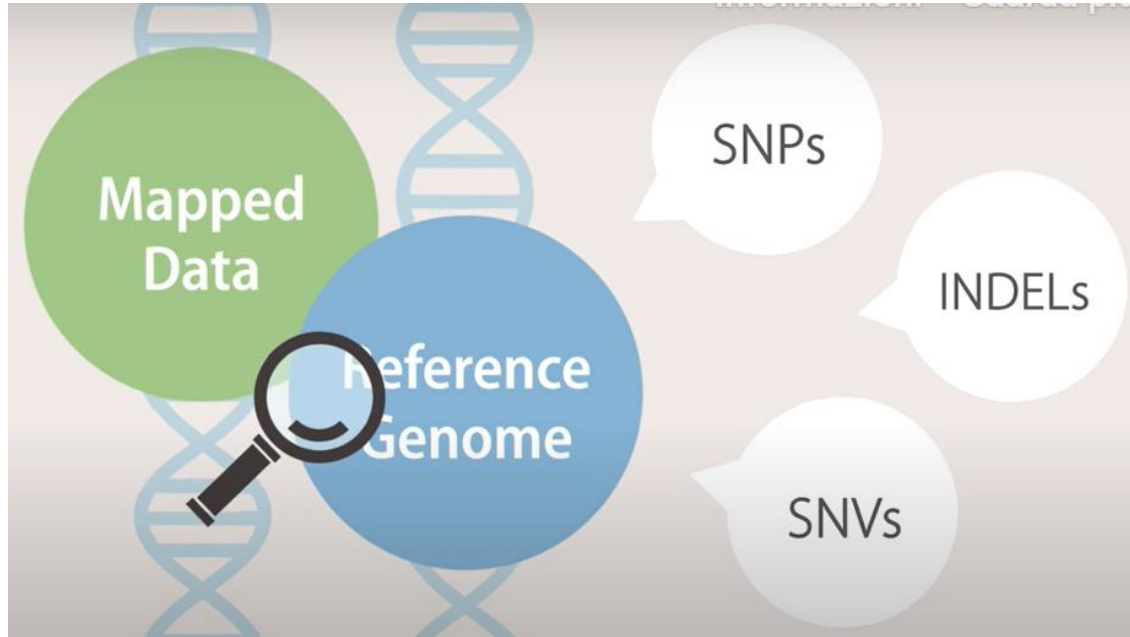 Mapped
Data
Reference
Genome
SNPs
INDELs
SNVs